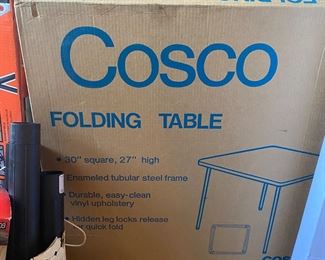 Cosco
FOLDING TABLE
• 30" square, 27" high
• Enameled tubular steel frame
• Durable, easy-clean
vinyl upholstery
• Hidden leg locks release
quick fold
COS